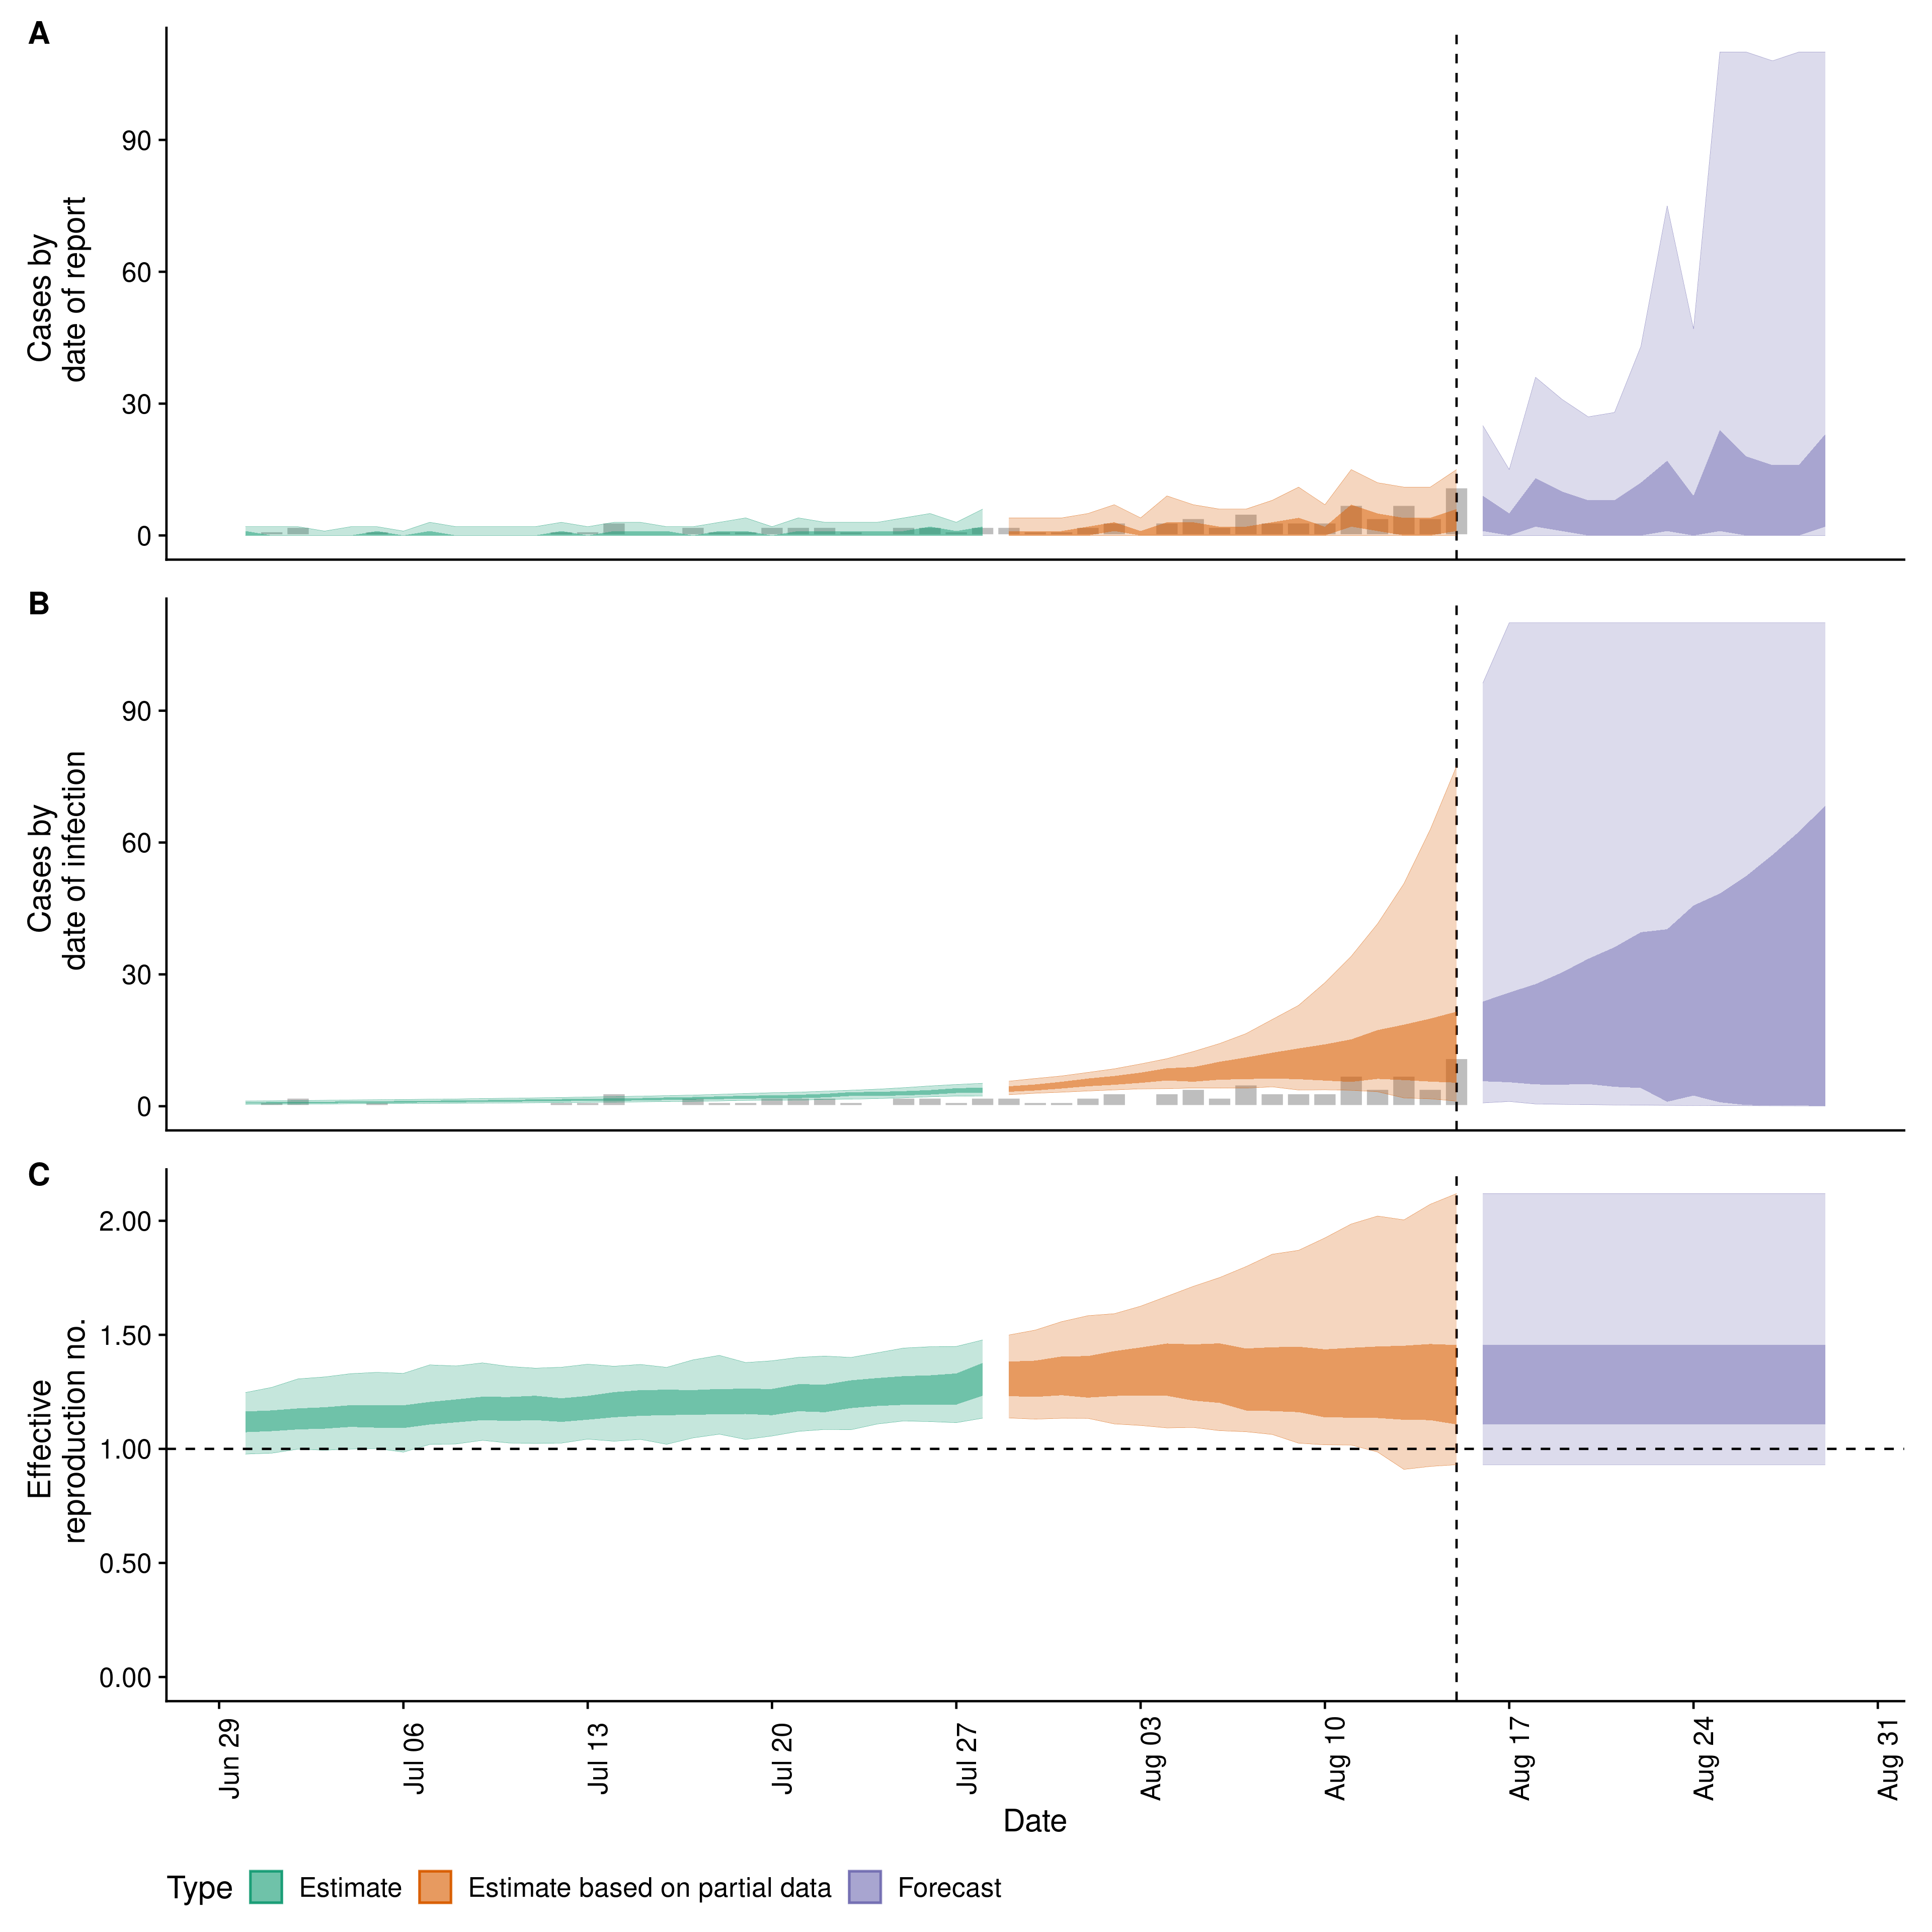 A
Cases by
date of report
90
60
30
0
B
Cases by
date of infection
90
60
30
0
C
Effective
reproduction no.
2.00
1.50
1.00
0.50
0.00
Jun 29
Jul 06
Jul 13
Jul 20
Jul 27
Aug 03
Aug 10
Aug 17
Aug 24
Aug 31
Date
Type Estimate Estimate based on partial data Forecast